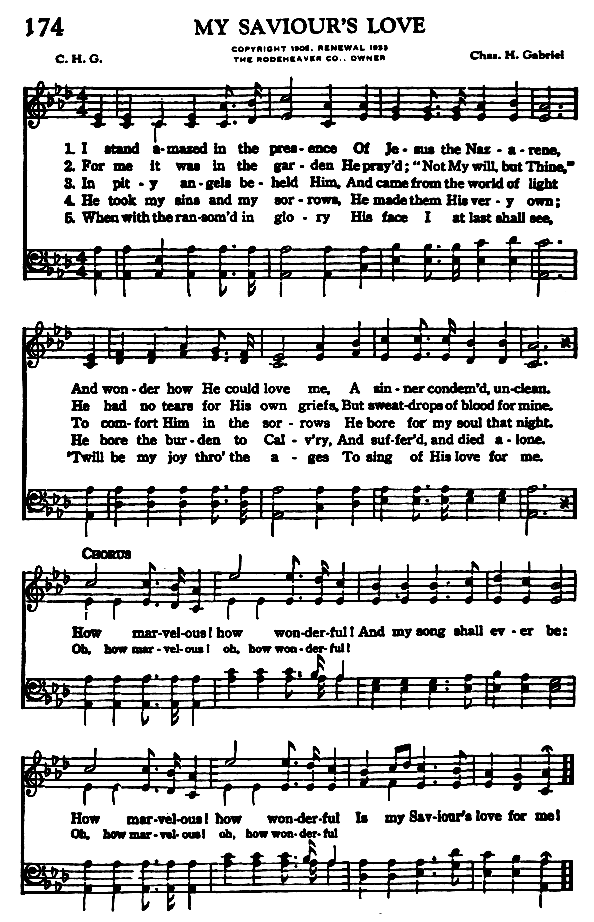 174 MY SAVIOUR'S LOVE
COPYRIGHT 1905. RENEWAL 1933
THE RODEHEAVER CO., OWNER
C. H. G. Chas. H. Gabriel
1. I stand a-mazed in the pres-ence Of Je-sus the Naz-a-rene,
2. For me it was in the gar-den He pray'd; "Not My will, but Thine,"
3. In pit-y an-gels be-held Him, And came from the world of light
4. He took my sins and my sor-rows, He made them His ver-y own;
5. When with the ran-som'd in glo-ry His face I at last shall see,
And won-der how He could love me, A sin-ner condem'd, un-clean.
He had no tears for His own griefs, But sweat-drops of blood for mine.
To com-fort Him in the sor-rows He bore for my soul that night.
He bore the bur-den to Cal-v'ry, And suf-fer'd, and died a-lone.
'Twill be my joy thro' the a-ges To sing of His love for me.
CHORUS
How mar-vel-ous! how won-der-ful! And my song shall ev-er be:
Oh, how mar-vel-ous! oh, how won-der-ful!
How mar-vel-ous! how won-der-ful Is my Sav-iour's love for me!
Oh, how mar-vel-ous! oh, how won-der-ful